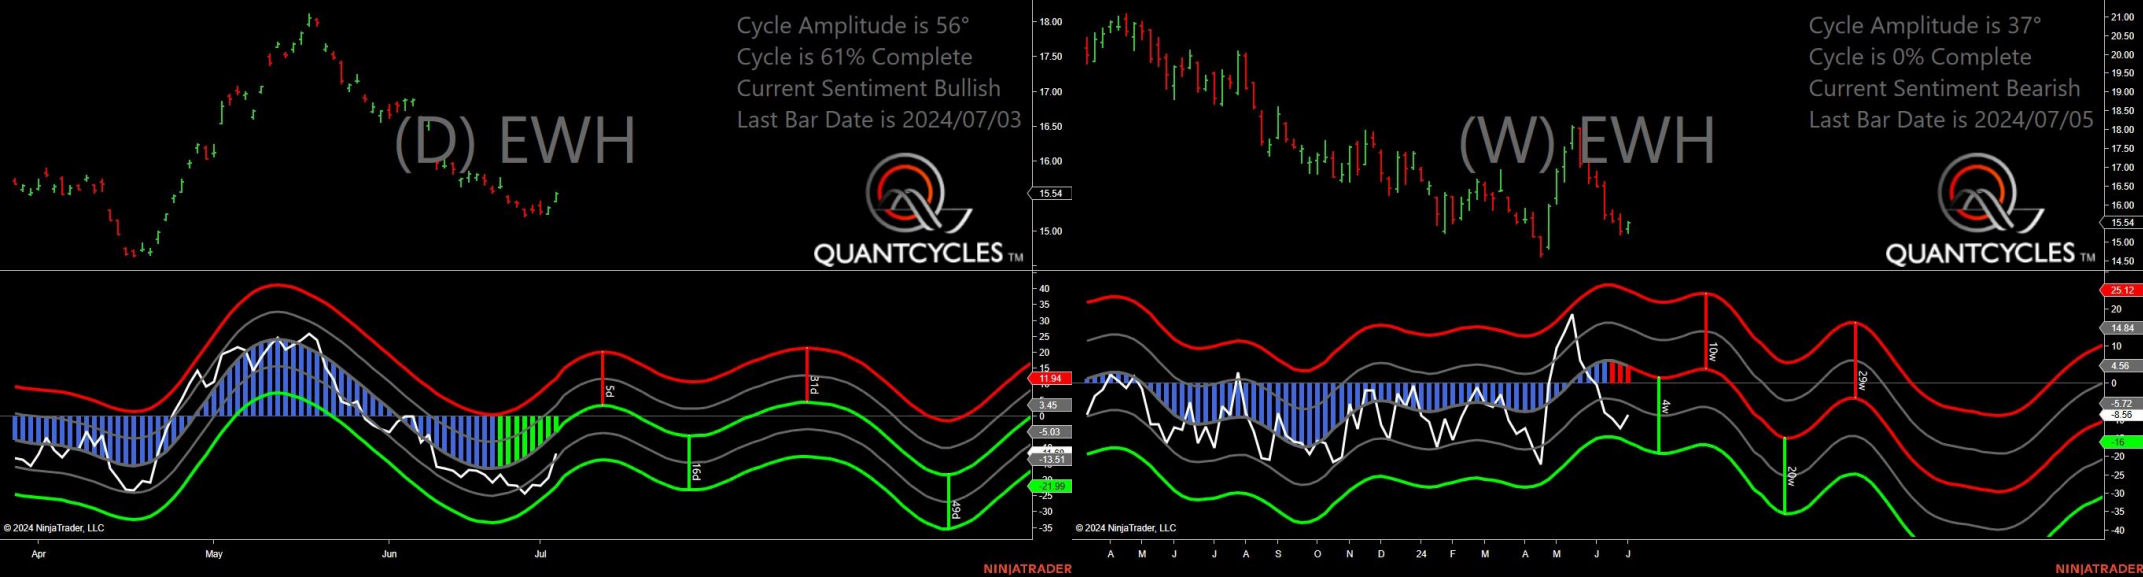 Cycle Amplitude is 56°
Cycle is 61% Complete
Current Sentiment Bullish
Last Bar Date is 2024/07/03
(D) EWH
QUANTCYCLES TM
18.00
17.50
17.00
16.50
16.00
15.54
15.00
40
35
30
25
20
15
11.94
3.45
0
-5.03
-13.51
-21.99
-25
-30
-35
5d
16d
31d
49d
© 2024 NinjaTrader, LLC
Apr May Jun Jul
NINJATRADER
Cycle Amplitude is 37°
Cycle is 0% Complete
Current Sentiment Bearish
Last Bar Date is 2024/07/05
(W) EWH
QUANTCYCLES TM
21.00
20.50
20.00
19.50
19.00
18.50
18.00
17.50
17.00
16.50
16.00
15.54
15.00
14.50
25.12
20
14.84
10
4.56
0
-5.72
-8.56
-16
-20
-25
-30
-35
-40
4w
10w
20w
29w
© 2024 NinjaTrader, LLC
A M J J A S O N D 24 F M A M J J
NINJATRADER